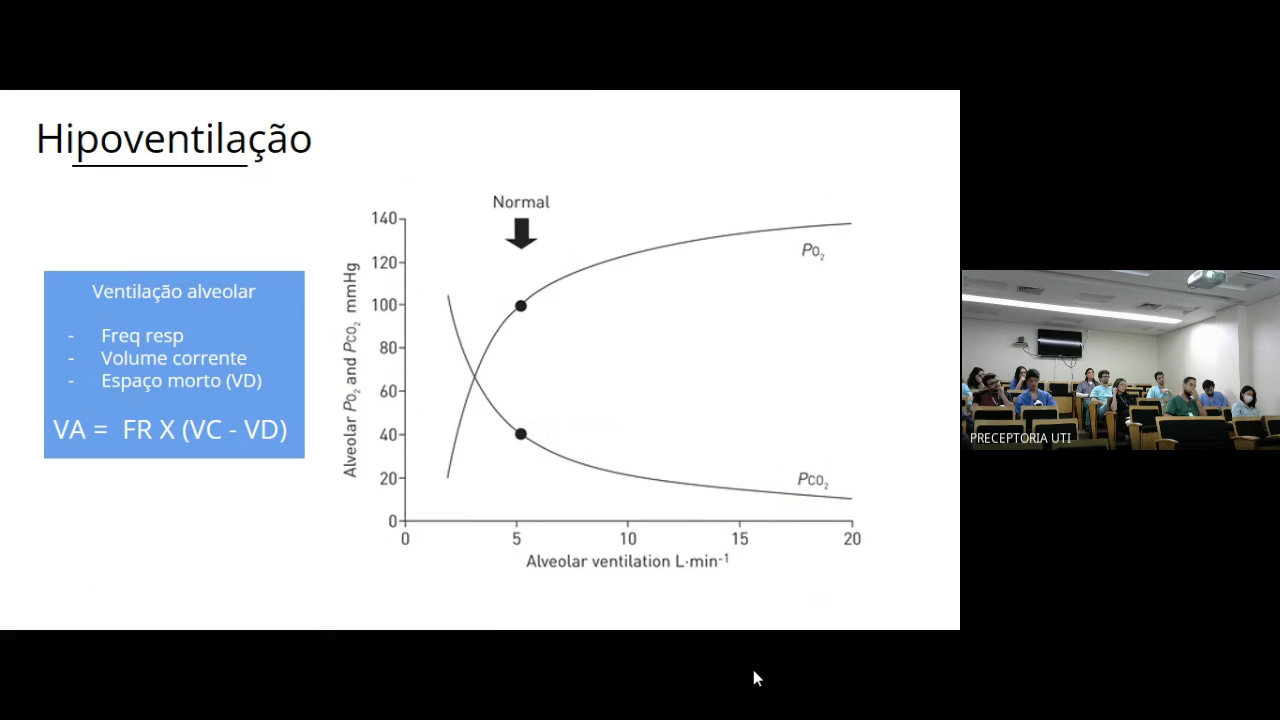 Hipoventilação
Ventilação alveolar
- Freq resp
- Volume corrente
- Espaço morto (VD)
VA = FR X (VC - VD)
Normal
140
120
100
80
60
40
20
0
Alveolar PO2 and PCO2 mmHg
PO2
PCO2
0 5 10 15 20
Alveolar ventilation L·min-1
PRECEPTORIA UTI